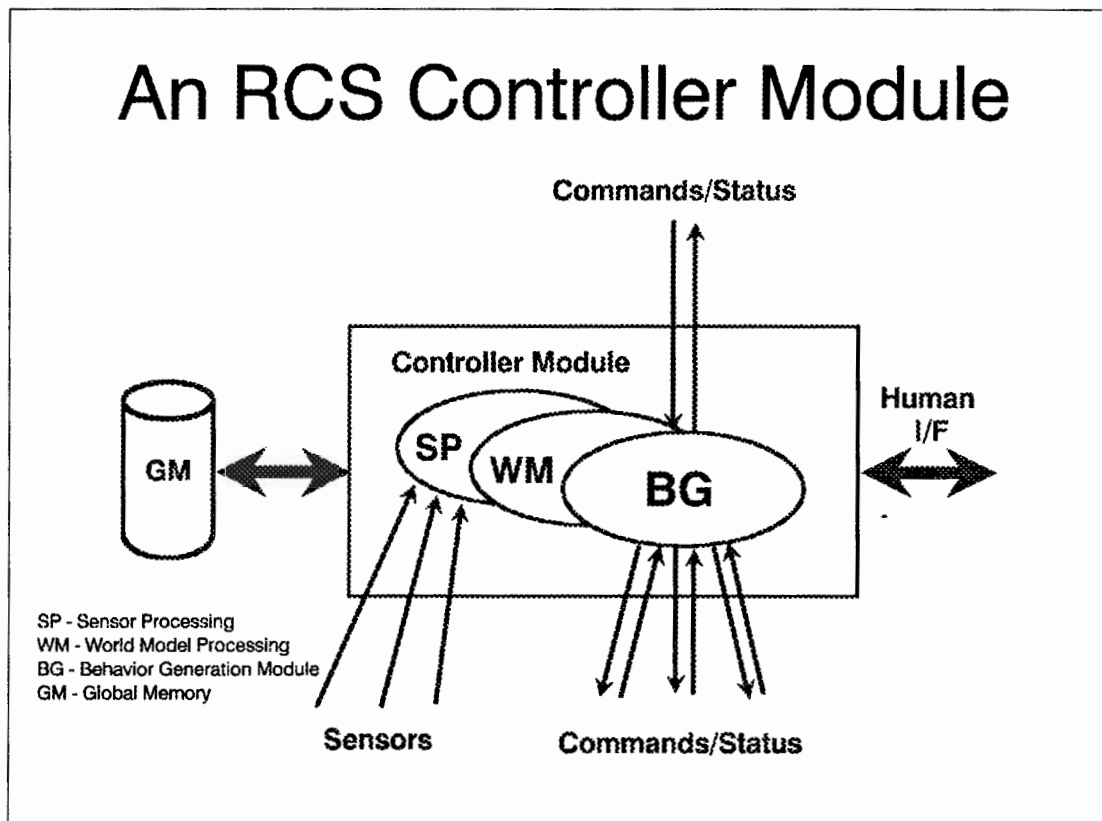 An RCS Controller Module
Commands/Status
Controller Module
Human
I/F
GM
SP
WM
BG
SP - Sensor Processing
WM - World Model Processing
BG - Behavior Generation Module
GM - Global Memory
Sensors
Commands/Status